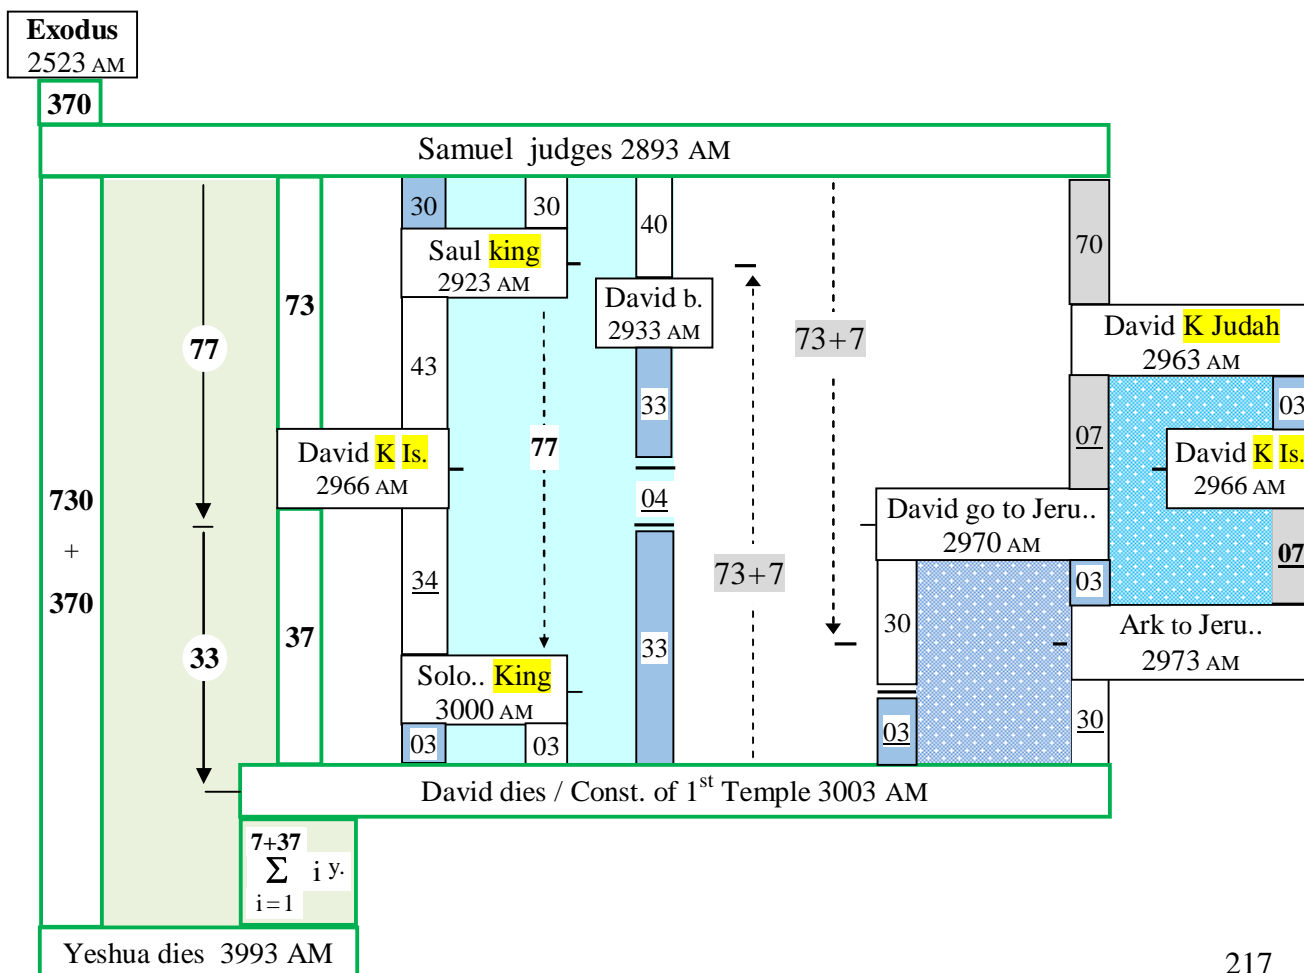 Exodus
2523 AM
370
Samuel judges 2893 AM
30
30
40
70
Saul king
2923 AM
David b.
2933 AM
73
73+7
David K Judah
2963 AM
77
43
33
03
David K Is.
2966 AM
77
07
David K Is.
2966 AM
730
+
370
04
David go to Jeru..
2970 AM
07
34
73+7
03
33
37
30
Ark to Jeru..
2973 AM
33
Solo.. King
3000 AM
03
03
03
30
David dies / Const. of 1st Temple 3003 AM
7+37
Σ i y.
i = 1
Yeshua dies 3993 AM
217